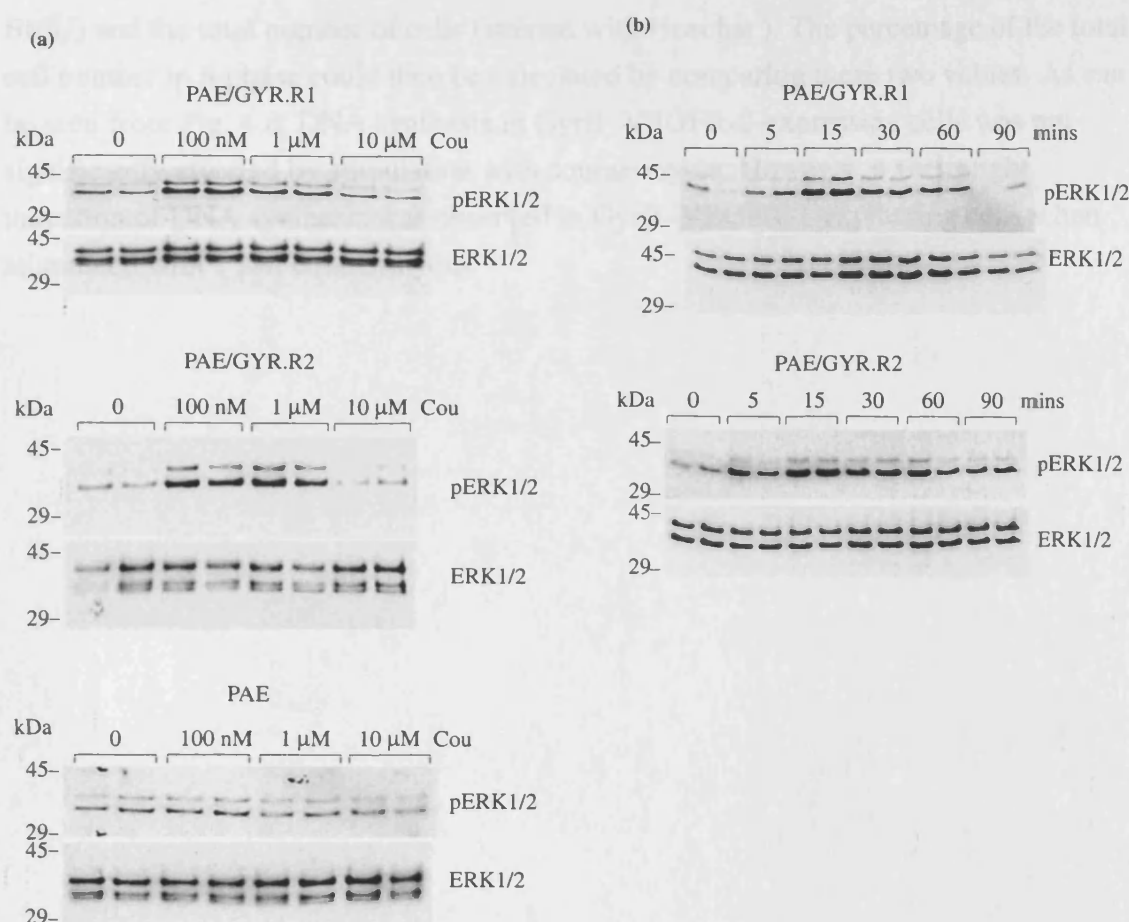 (a)
PAE/GYR.R1
kDa 0 100 nM 1 µM 10 µM Cou
45–
pERK1/2
29–
45–
ERK1/2
29–
PAE/GYR.R2
kDa 0 100 nM 1 µM 10 µM Cou
45–
pERK1/2
29–
45–
ERK1/2
29–
PAE
kDa 0 100 nM 1 µM 10 µM Cou
45–
pERK1/2
29–
45–
ERK1/2
29–
(b)
PAE/GYR.R1
kDa 0 5 15 30 60 90 mins
45–
pERK1/2
29–
45–
ERK1/2
29–
PAE/GYR.R2
kDa 0 5 15 30 60 90 mins
45–
pERK1/2
29–
45–
ERK1/2
29–